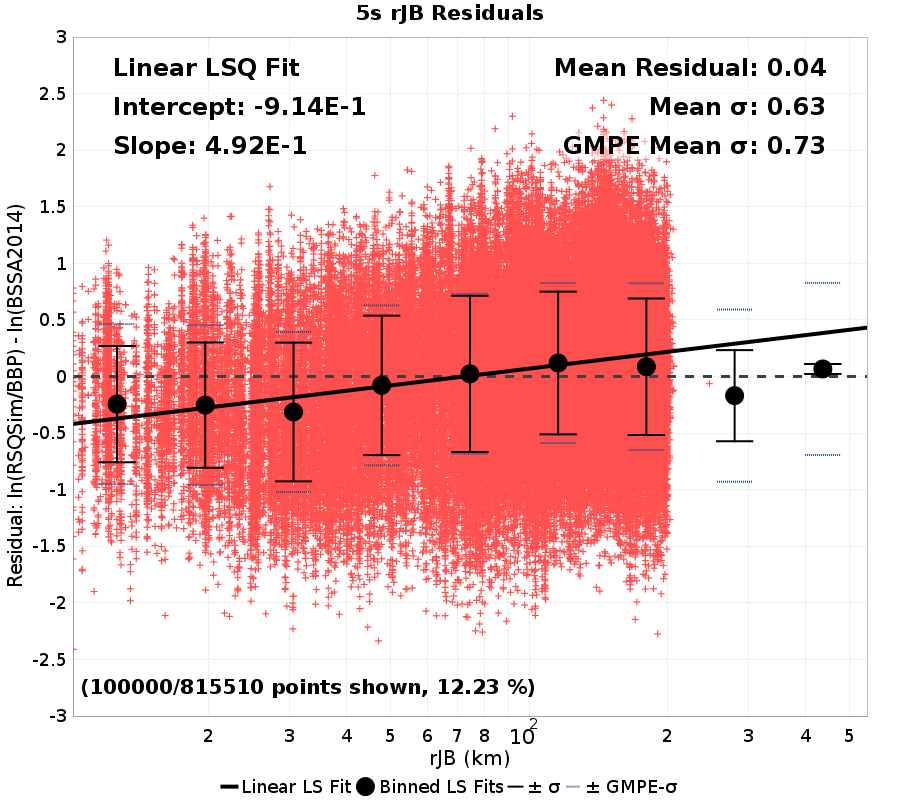 5s rJB Residuals
Linear LSQ Fit
Intercept: -9.14E-1
Slope: 4.92E-1
Mean Residual: 0.04
Mean σ: 0.63
GMPE Mean σ: 0.73
Residual: ln(RSQSim/BBP) - ln(BSSA2014)
3
2.5
2
1.5
1
0.5
0
-0.5
-1
-1.5
-2
-2.5
-3
(100000/815510 points shown, 12.23 %)
2 3 4 5 6 7 8 10² 2 3 4 5
rJB (km)
Linear LS Fit Binned LS Fits ± σ ± GMPE-σ